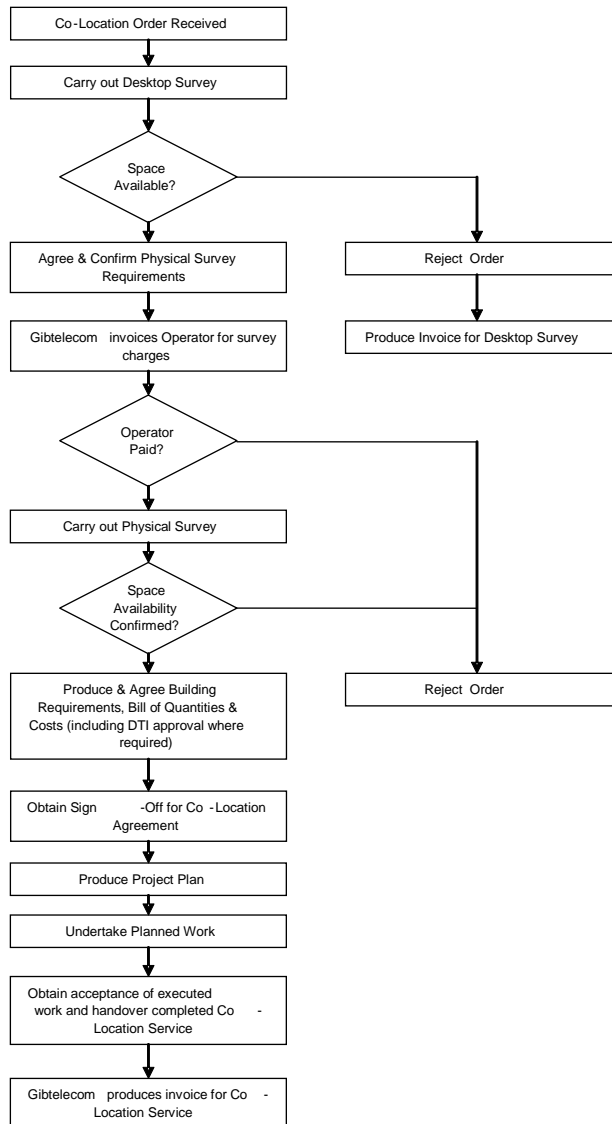 Co-Location Order Received
Carry out Desktop Survey
Space
Available?
Agree & Confirm Physical Survey
Requirements
Reject Order
Gibtelecom invoices Operator for survey
charges
Produce Invoice for Desktop Survey
Operator
Paid?
Carry out Physical Survey
Space
Availability
Confirmed?
Produce & Agree Building
Requirements, Bill of Quantities &
Costs (including DTI approval where
required)
Reject Order
Obtain Sign -Off for Co -Location
Agreement
Produce Project Plan
Undertake Planned Work
Obtain acceptance of executed
work and handover completed Co -
Location Service
Gibtelecom produces invoice for Co -
Location Service